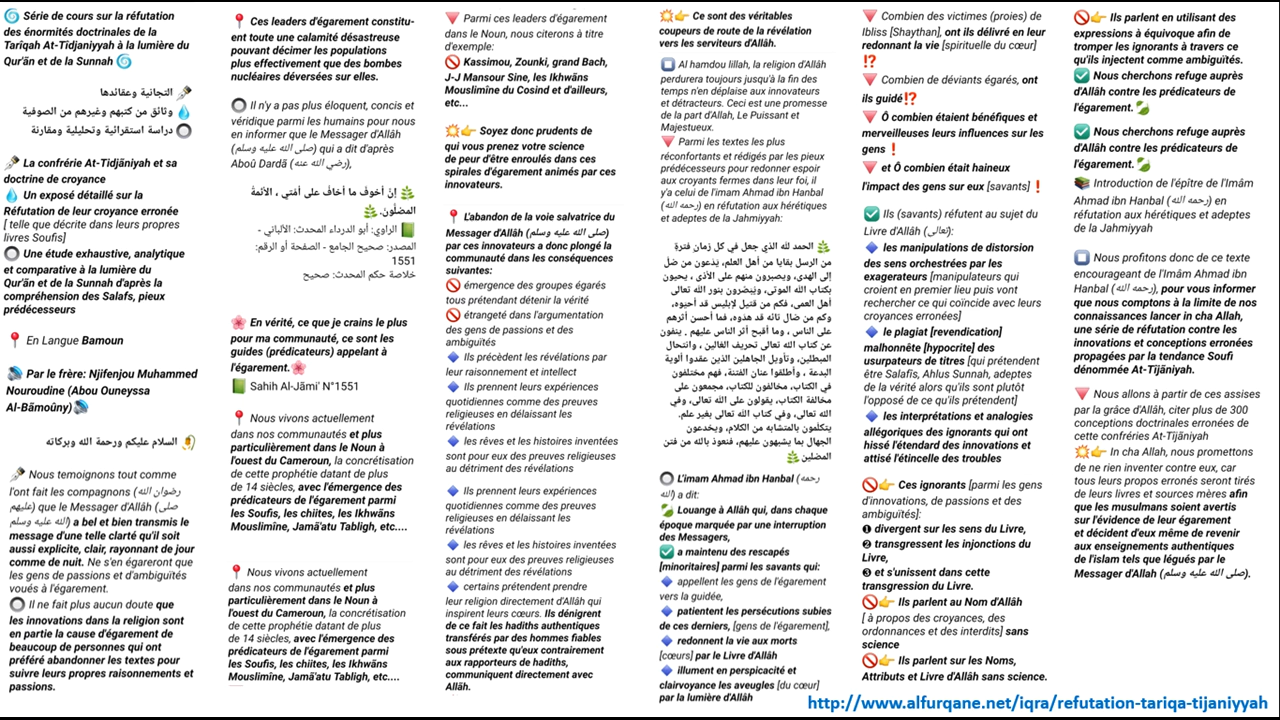 Série de cours sur la réfutation
des énormités doctrinales de la
Tarîqah At-Tidjaniyyah à la lumière du
Qur'ān et de la Sunnah
التجانية وعقائدها
وثائق من كتبهم وغيرهم من الصوفية
دراسة استقرائية وتحليلية ومقارنة
La confrérie At-Tidjāniyah et sa
doctrine de croyance
Un exposé détaillé sur la
Réfutation de leur croyance erronée
[ telle que décrite dans leurs propres
livres Soufis]
Une étude exhaustive, analytique
et comparative à la lumière du
Qur'ān et de la Sunnah d'après la
compréhension des Salafs, pieux
prédécesseurs
En Langue Bamoun
Par le frère: Njifenjou Muhammed
Nouroudine (Abou Ouneyssa
Al-Bāmoûny)
السلام عليكم ورحمة الله وبركاته
Nous temoignons tout comme
l'ont fait les compagnons (رضوان الله
عليهم) que le Messager d'Allâh (صلى
الله عليه وسلم) a bel et bien transmis le
message d'une telle clarté qu'il soit
aussi explicite, clair, rayonnant de jour
comme de nuit. Ne s'en égareront que
les gens de passions et d'ambiguïtés
voués à l'égarement.
Il ne fait plus aucun doute que
les innovations dans la religion sont
en partie la cause d'égarement de
beaucoup de personnes qui ont
préféré abandonner les textes pour
suivre leurs propres raisonnements et
passions.
Ces leaders d'égarement constitu-
ent toute une calamité désastreuse
pouvant décimer les populations
plus effectivement que des bombes
nucléaires déversées sur elles.
Il n'y a pas plus éloquent, concis et
véridique parmi les humains pour nous
en informer que le Messager d'Allâh
(صلى الله عليه وسلم) qui a dit d'après
Aboû Dardâ (رضي الله عنه),
إنّ أخوفَ ما أخافُ على أمّتي ، الأئمةُ
المضلّون.
الراوي: أبو الدرداء المحدث: الألباني -
المصدر: صحيح الجامع - الصفحة أو الرقم:
1551
خلاصة حكم المحدث: صحيح
En vérité, ce que je crains le plus
pour ma communauté, ce sont les
guides (prédicateurs) appelant à
l'égarement.
Sahih Al-Jāmi' N°1551
Nous vivons actuellement
dans nos communautés et plus
particulièrement dans le Noun à
l'ouest du Cameroun, la concrétisation
de cette prophétie datant de plus
de 14 siècles, avec l'émergence des
prédicateurs de l'égarement parmi
les Soufis, les chiites, les Ikhwāns
Mouslimîne, Jamā'atu Tabligh, etc....
Nous vivons actuellement
dans nos communautés et plus
particulièrement dans le Noun à
l'ouest du Cameroun, la concrétisation
de cette prophétie datant de plus
de 14 siècles, avec l'émergence des
prédicateurs de l'égarement parmi
les Soufis, les chiites, les Ikhwāns
Mouslimîne, Jamā'atu Tabligh, etc....
Parmi ces leaders d'égarement
dans le Noun, nous citerons à titre
d'exemple:
Kassimou, Zounki, grand Bach,
J-J Mansour Sine, les Ikhwāns
Mouslimîne du Cosind et d'ailleurs,
etc...
Soyez donc prudents de
qui vous prenez votre science
de peur d'être enroulés dans ces
spirales d'égarement animés par ces
innovateurs.
L'abandon de la voie salvatrice du
Messager d'Allâh (صلى الله عليه وسلم)
par ces innovateurs a donc plongé la
communauté dans les conséquences
suivantes:
émergence des groupes égarés
tous prétendant détenir la vérité
étrangeté dans l'argumentation
des gens de passions et des
ambiguïtés
Ils précèdent les révélations par
leur raisonnement et intellect
Ils prennent leurs expériences
quotidiennes comme des preuves
religieuses en délaissant les
révélations
les rêves et les histoires inventées
sont pour eux des preuves religieuses
au détriment des révélations
Ils prennent leurs expériences
quotidiennes comme des preuves
religieuses en délaissant les
révélations
les rêves et les histoires inventées
sont pour eux des preuves religieuses
au détriment des révélations
certains prétendent prendre
leur religion directement d'Allâh qui
inspirent leurs cœurs. Ils dénigrent
de ce fait les hadiths authentiques
transférés par des hommes fiables
sous prétexte qu'eux contrairement
aux rapporteurs de hadiths,
communiquent directement avec
Allâh.
Ce sont des véritables
coupeurs de route de la révélation
vers les serviteurs d'Allâh.
Al hamdou lillah, la religion d'Allâh
perdurera toujours jusqu'à la fin des
temps n'en déplaise aux innovateurs
et détracteurs. Ceci est une promesse
de la part d'Allah, Le Puissant et
Majestueux.
Parmi les textes les plus
réconfortants et rédigés par les pieux
prédécesseurs pour redonner espoir
aux croyants fermes dans leur foi, il
y'a celui de l'imam Ahmad ibn Hanbal
(رحمه الله) en réfutation aux hérétiques
et adeptes de la Jahmiyyah:
الحمد لله الذي جعل في كل زمان فترةٍ
من الرسل بقايا من أهل العلم، يَدعون من ضلَّ
إلى الهدى، ويصبرون منهم على الأذى ، يحيون
بكتاب الله الموتى، ويُبَصّرون بنور الله تعالى
أهل العمى، فكم من قتيل لإبليس قد أحيوه،
وكم من ضال تائه قد هدوه، فما أحسن أثرهم
على الناس ، وما أقبح أثر الناس عليهم . ينفون
عن كتاب الله تعالى تحريف الغالين ، وانتحال
المبطلين، وتأويل الجاهلين الذين عقدوا ألوية
البدعة ، وأطلقوا عنان الفتنة، فهم مختلفون
في الكتاب، مخالفون للكتاب، مجمعون على
مخالفة الكتاب، يقولون على الله تعالى، وفي
الله تعالى، وفي كتاب الله تعالى بغير علم.
يتكلمون بالمتشابه من الكلام، ويخدعون
الجهال بما يشبهون عليهم، فنعوذ بالله من فتن
المضلين
L'imam Ahmad ibn Hanbal (رحمه
الله) a dit:
Louange à Allâh qui, dans chaque
époque marquée par une interruption
des Messagers,
a maintenu des rescapés
[minoritaires] parmi les savants qui:
appellent les gens de l'égarement
vers la guidée,
patientent les persécutions subies
de ces derniers, [gens de l'égarement],
redonnent la vie aux morts
[cœurs] par le Livre d'Allâh
illument en perspicacité et
clairvoyance les aveugles [du cœur]
par la lumière d'Allâh
Combien des victimes (proies) de
Ibliss [Shaythan], ont ils délivré en leur
redonnant la vie [spirituelle du cœur]
⁉
Combien de déviants égarés, ont
ils guidé⁉
Ô combien étaient bénéfiques et
merveilleuses leurs influences sur les
gens ❗
et Ô combien était haineux
l'impact des gens sur eux [savants] ❗
Ils (savants) réfutent au sujet du
Livre d'Allâh (تعالى):
les manipulations de distorsion
des sens orchestrées par les
exagerateurs [manipulateurs qui
croient en premier lieu puis vont
rechercher ce qui coïncide avec leurs
croyances erronées]
le plagiat [revendication]
malhonnête [hypocrite] des
usurpateurs de titres [qui prétendent
être Salafis, Ahlus Sunnah, adeptes
de la vérité alors qu'ils sont plutôt
l'opposé de ce qu'ils prétendent]
les interprétations et analogies
allégoriques des ignorants qui ont
hissé l'étendard des innovations et
attisé l'étincelle des troubles
Ces ignorants [parmi les gens
d'innovations, de passions et des
ambiguïtés]:
❶ divergent sur les sens du Livre,
❷ transgressent les injonctions du
Livre,
❸ et s'unissent dans cette
transgression du Livre.
Ils parlent au Nom d'Allâh
[ à propos des croyances, des
ordonnances et des interdits] sans
science
Ils parlent sur les Noms,
Attributs et Livre d'Allâh sans science.
Ils parlent en utilisant des
expressions à équivoque afin de
tromper les ignorants à travers ce
qu'ils injectent comme ambiguïtés.
Nous cherchons refuge auprès
d'Allâh contre les prédicateurs de
l'égarement.
Nous cherchons refuge auprès
d'Allâh contre les prédicateurs de
l'égarement.
Introduction de l'épître de l'Imâm
Ahmad ibn Hanbal (رحمه الله) en
réfutation aux hérétiques et adeptes
de la Jahmiyyah
Nous profitons donc de ce texte
encourageant de l'Imâm Ahmad ibn
Hanbal (رحمه الله), pour vous informer
que nous comptons à la limite de nos
connaissances lancer in cha Allah,
une série de réfutation contre les
innovations et conceptions erronées
propagées par la tendance Soufi
dénommée At-Tijāniyah.
Nous allons à partir de ces assises
par la grâce d'Allâh, citer plus de 300
conceptions doctrinales erronées de
cette confréries At-Tijāniyah
In cha Allah, nous promettons
de ne rien inventer contre eux, car
tous leurs propos erronés seront tirés
de leurs livres et sources mères afin
que les musulmans soient avertis
sur l'évidence de leur égarement
et décident d'eux même de revenir
aux enseignements authentiques
de l'islam tels que légués par le
Messager d'Allah (صلى الله عليه وسلم).
http://www.alfurqane.net/iqra/refutation-tariqa-tijaniyyah